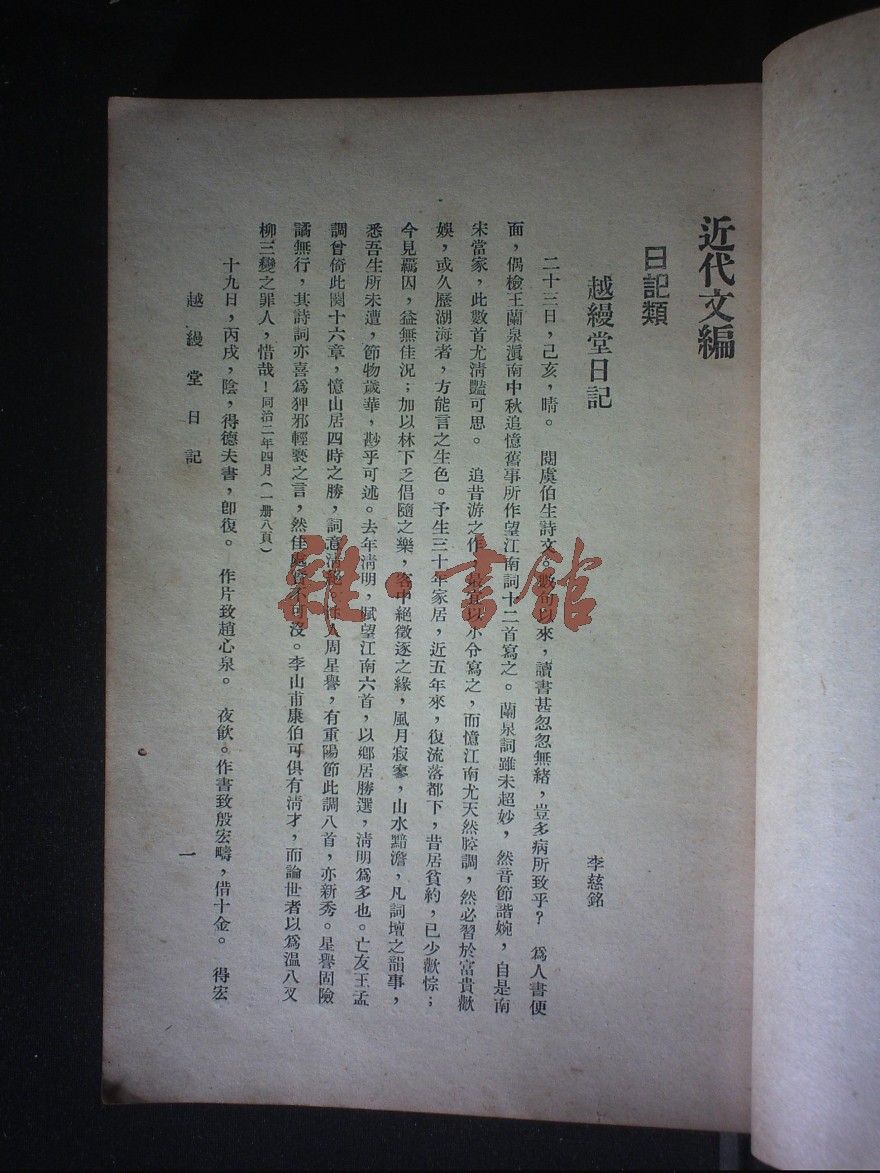 近代文編
日記類
越縵堂日記
李慈銘
二十三日，己亥，晴。　閱虞伯生詩文。數旬以來，讀書甚忽忽無緒，豈多病所致乎？　爲人書便
面，偶檢王蘭泉滇南中秋追憶舊事所作望江南詞十二首寫之。　蘭泉詞雖未超妙，然音節諧婉，自是南
宋當家，此數首尤淸豔可思。　追昔游之作，以小令寫之，而憶江南尤天然腔調，然必習於富貴歡
娛，或久歷湖海者，方能言之生色。予生三十年家居，近五年來，復流落都下，昔居貧約，已少歡悰；
今見羈囚，益無佳況；加以林下乏倡隨之樂，客中絕徵逐之緣，風月寂寥，山水黯澹，凡詞壇之韻事，
悉吾生所未遭，節物歲華，尠乎可述。去年淸明，賦望江南六首，以鄉居勝選，淸明爲多也。亡友王孟
調曾倚此閱十六章，憶山居四時之勝，詞意淸人周星譽，有重陽節此調八首，亦新秀。星譽固險
譎無行，其詩詞亦喜爲狎邪輕褻之言，然佳處不可沒。李山甫康伯可俱有淸才，而論世者以爲溫八叉
柳三變之罪人，惜哉！同治二年四月（一册八頁）
十九日，丙戌，陰，得德夫書，卽復。　作片致趙心泉。　夜飮。作書致殷宏疇，借十金。　得宏
越縵堂日記
一
雜·書館